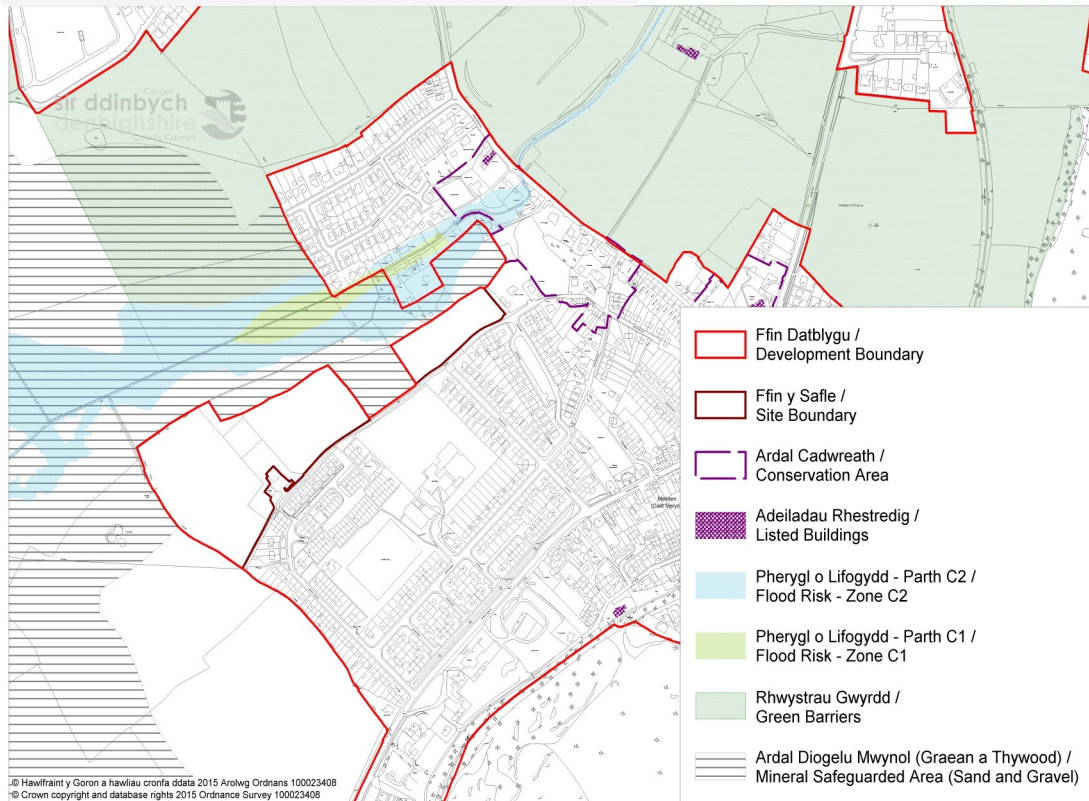 Cyngor
sir ddinbych
denbighshire
County Council
Meliden
(Gallt Melyd)
Ffin Datblygu /
Development Boundary
Ffin y Safle /
Site Boundary
Ardal Cadwreath /
Conservation Area
Adeiladau Rhestredig /
Listed Buildings
Pherygl o Lifogydd - Parth C2 /
Flood Risk - Zone C2
Pherygl o Lifogydd - Parth C1 /
Flood Risk - Zone C1
Rhwystrau Gwyrdd /
Green Barriers
Ardal Diogelu Mwynol (Graean a Thywood) /
Mineral Safeguarded Area (Sand and Gravel)
© Hawlfraint y Goron a hawliau cronfa ddata 2015 Arolwg Ordnans 100023408
© Crown copyright and database rights 2015 Ordnance Survey 100023408